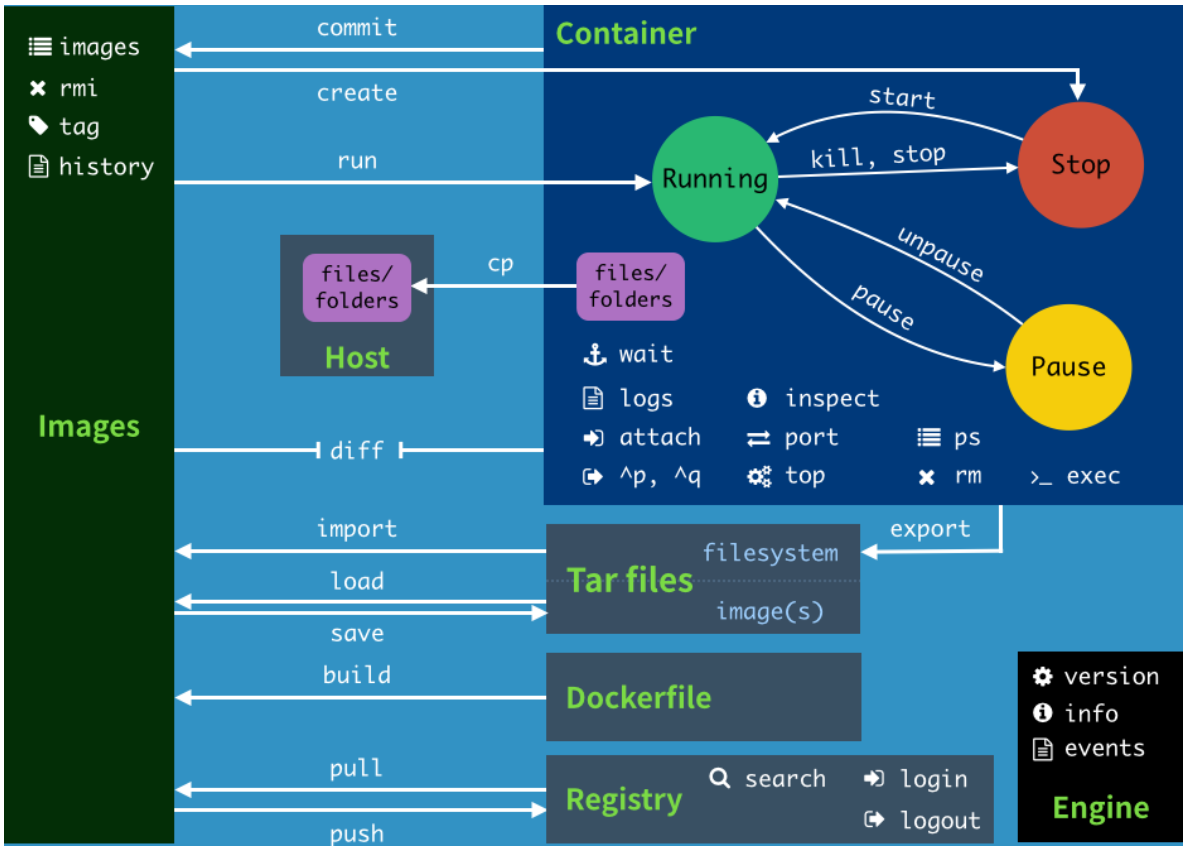 images
rmi
tag
history
Images
commit
create
run
Container
start
kill, stop
Running
Stop
unpause
pause
Pause
files/
folders
Host
cp
files/
folders
wait
logs
inspect
attach
port
ps
^p, ^q
top
rm
>_ exec
diff
import
filesystem
export
Tar files
load
image(s)
save
build
Dockerfile
pull
Registry
search
login
logout
push
version
info
events
Engine